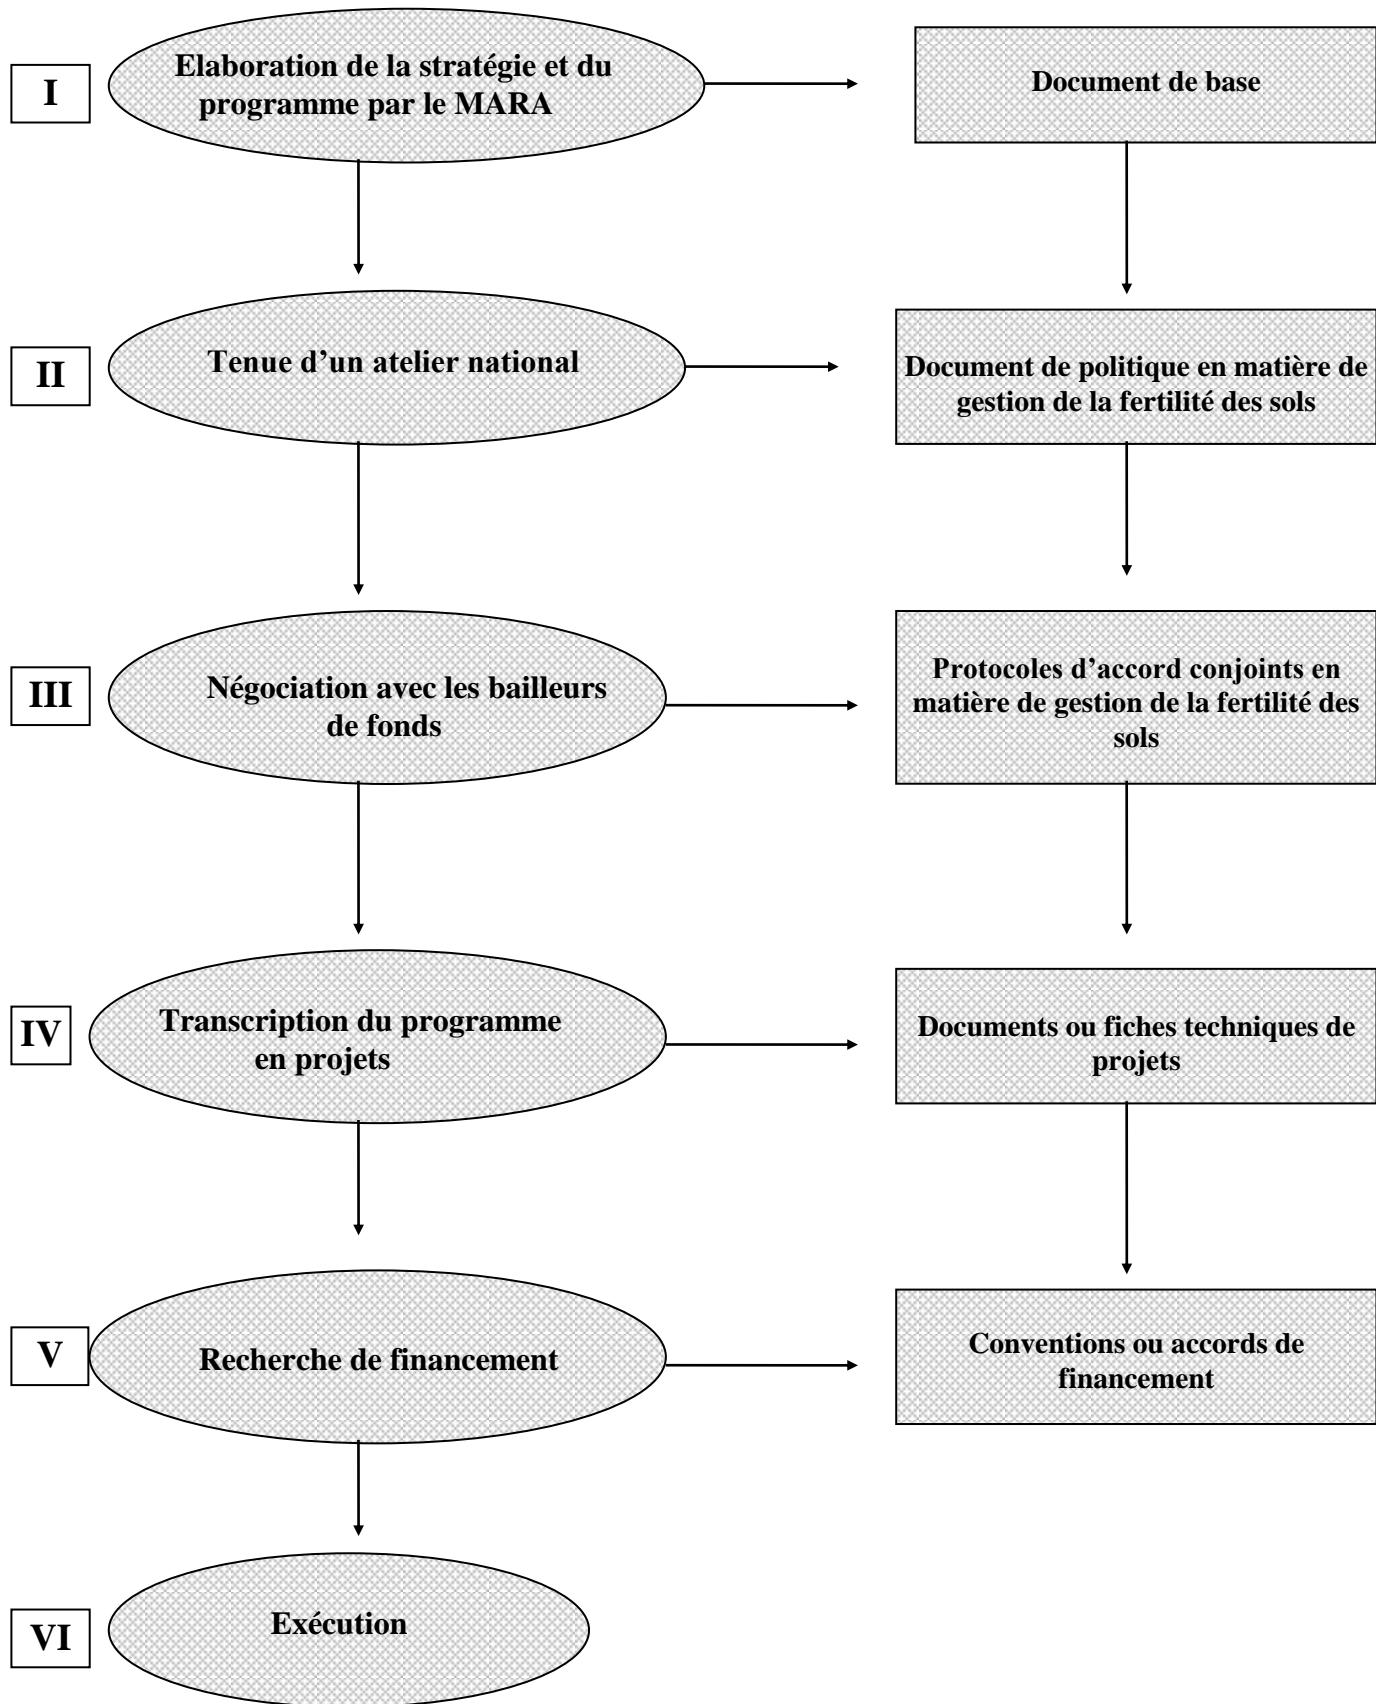 I
Elaboration de la stratégie et du
programme par le MARA
Document de base
II
Tenue d’un atelier national
Document de politique en matière de
gestion de la fertilité des sols
III
Négociation avec les bailleurs
de fonds
Protocoles d’accord conjoints en
matière de gestion de la fertilité des
sols
IV
Transcription du programme
en projets
Documents ou fiches techniques de
projets
V
Recherche de financement
Conventions ou accords de
financement
VI
Exécution